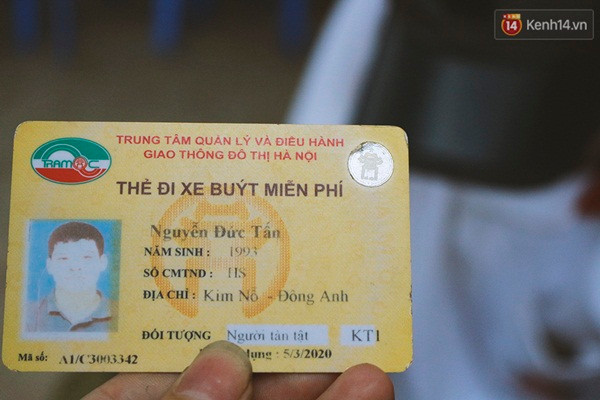 14 Kenh14.vn
TRAMOC
TRUNG TÂM QUẢN LÝ VÀ ĐIỀU HÀNH
GIAO THÔNG ĐÔ THỊ HÀ NỘI
THẺ ĐI XE BUÝT MIỄN PHÍ
Nguyễn Đức Tấn
NĂM SINH : 1993
SỐ CMTND : HS
ĐỊA CHỈ : Kim Nỗ - Đông Anh
ĐỐI TƯỢNG Người tàn tật KT1
dụng : 5/3/2020
Mã số: A1/C3003342